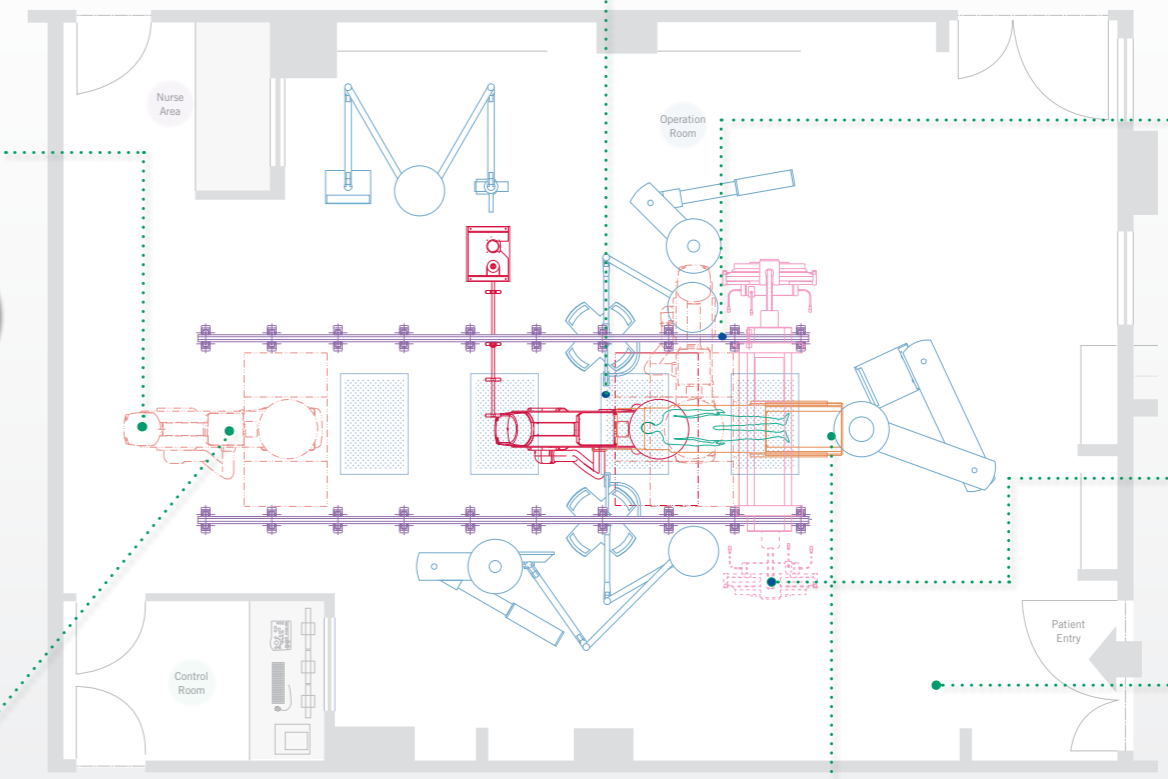 Nurse
Area
Operation
Room
Patient
Entry
Control
Room